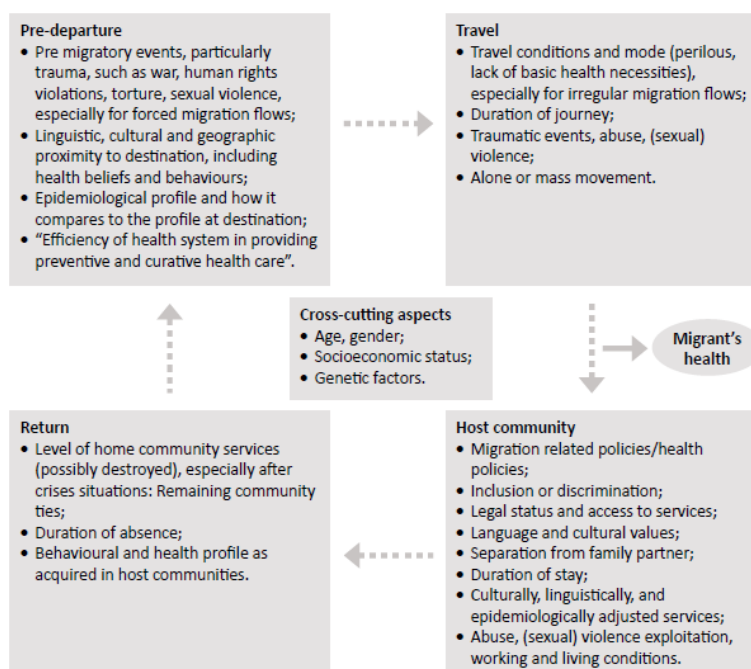 Pre-departure
• Pre migratory events, particularly
trauma, such as war, human rights
violations, torture, sexual violence,
especially for forced migration flows;
• Linguistic, cultural and geographic
proximity to destination, including
health beliefs and behaviours;
• Epidemiological profile and how it
compares to the profile at destination;
• “Efficiency of health system in providing
preventive and curative health care”.
Travel
• Travel conditions and mode (perilous,
lack of basic health necessities),
especially for irregular migration flows;
• Duration of journey;
• Traumatic events, abuse, (sexual)
violence;
• Alone or mass movement.
Cross-cutting aspects
• Age, gender;
• Socioeconomic status;
• Genetic factors.
Migrant’s
health
Return
• Level of home community services
(possibly destroyed), especially after
crises situations: Remaining community
ties;
• Duration of absence;
• Behavioural and health profile as
acquired in host communities.
Host community
• Migration related policies/health
policies;
• Inclusion or discrimination;
• Legal status and access to services;
• Language and cultural values;
• Separation from family partner;
• Duration of stay;
• Culturally, linguistically, and
epidemiologically adjusted services;
• Abuse, (sexual) violence exploitation,
working and living conditions.